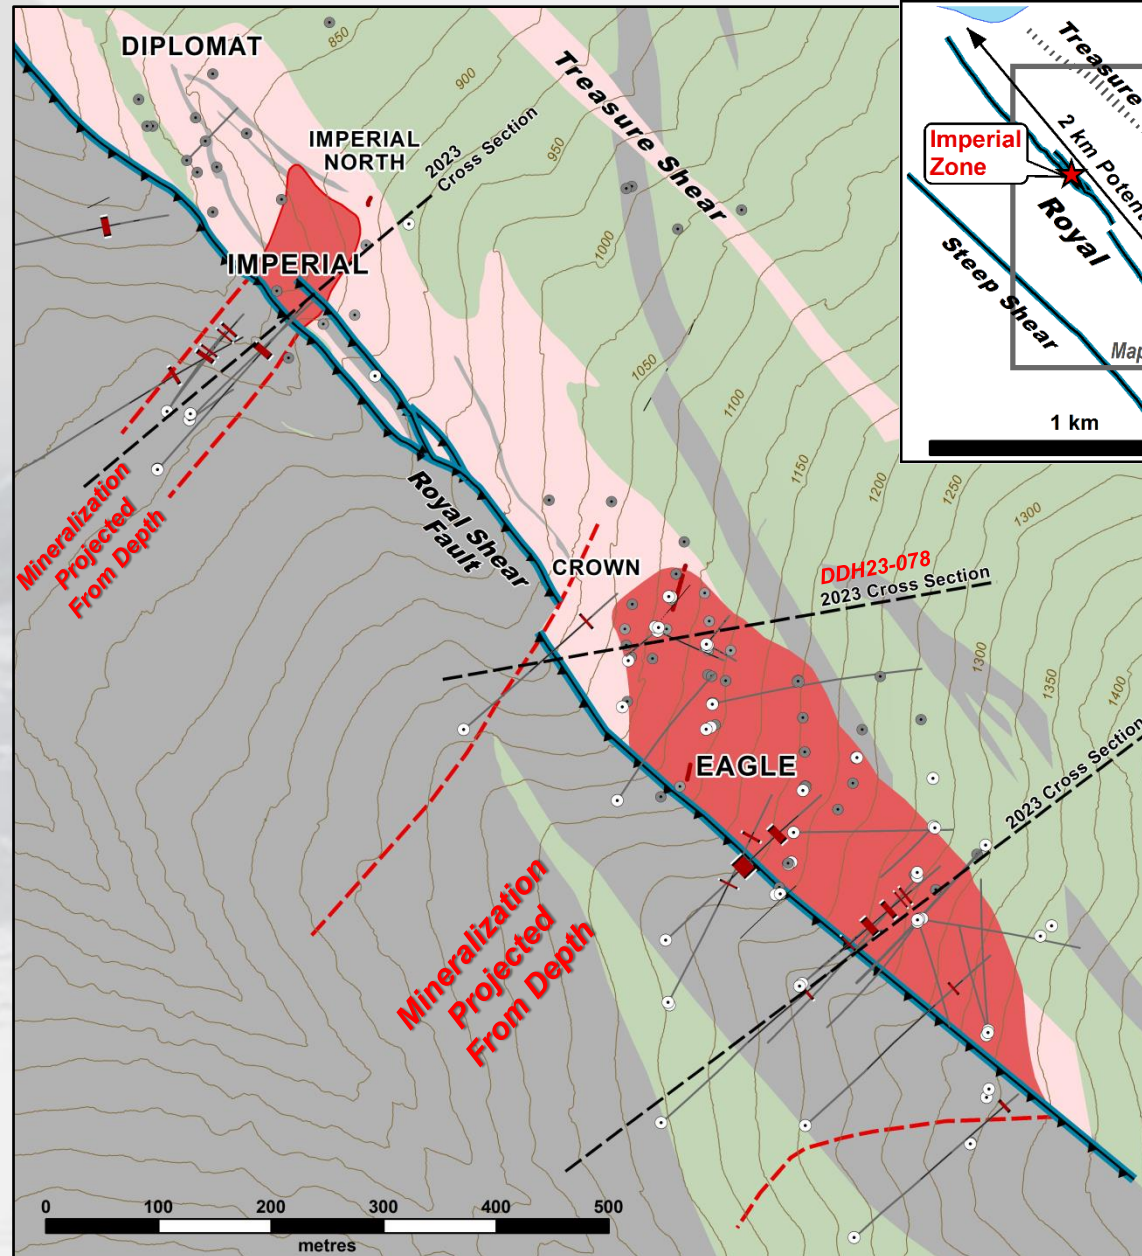 DIPLOMAT
850
900
Treasure Shear
IMPERIAL
NORTH
2023
Cross Section
950
1000
IMPERIAL
1050
1100
1150
1200
1250
1300
Mineralization
Projected
From Depth
Royal Shear
Fault
CROWN
DDH23-078
2023 Cross Section
1300
1350
1400
EAGLE
2023 Cross Section
Mineralization
Projected
From Depth
0
100
200
300
400
500
metres
Treasure
2 km Potent
Imperial
Zone
Royal
Steep Shear
Map
1 km